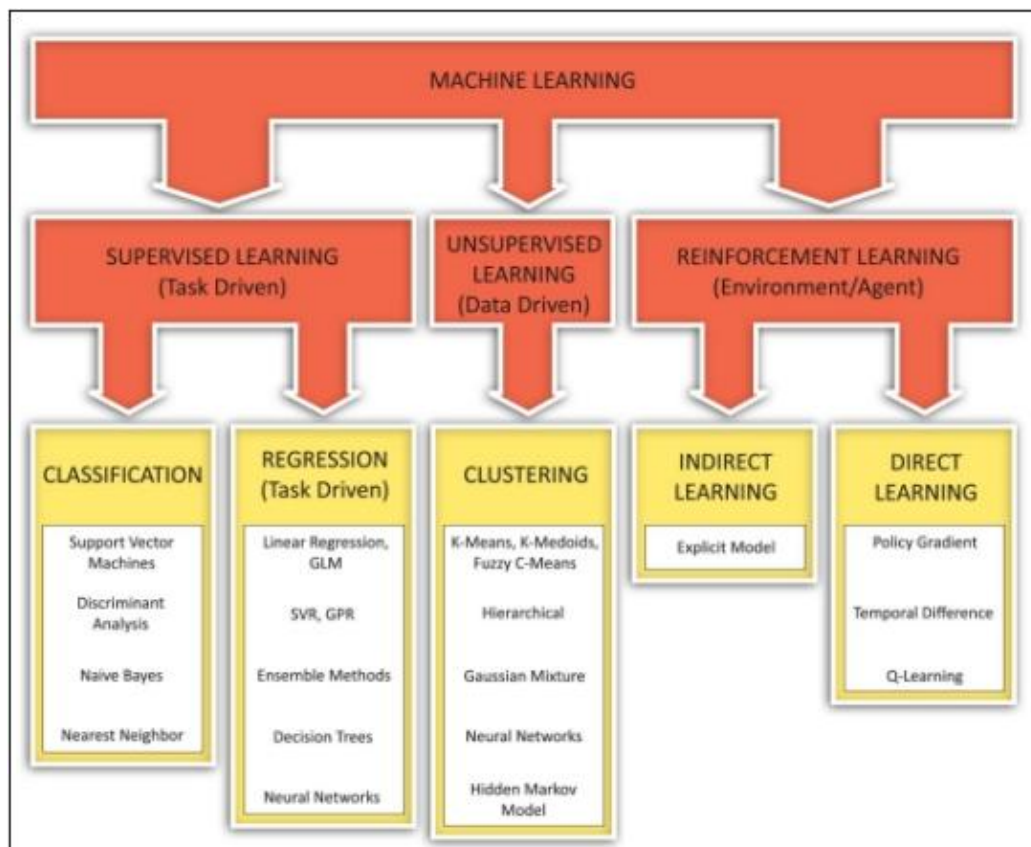 MACHINE LEARNING
SUPERVISED LEARNING
(Task Driven)
UNSUPERVISED
LEARNING
(Data Driven)
REINFORCEMENT LEARNING
(Environment/Agent)
CLASSIFICATION
Support Vector
Machines
Discriminant
Analysis
Naive Bayes
Nearest Neighbor
REGRESSION
(Task Driven)
Linear Regression,
GLM
SVR, GPR
Ensemble Methods
Decision Trees
Neural Networks
CLUSTERING
K-Means, K-Medoids,
Fuzzy C-Means
Hierarchical
Gaussian Mixture
Neural Networks
Hidden Markov
Model
INDIRECT
LEARNING
Explicit Model
DIRECT
LEARNING
Policy Gradient
Temporal Difference
Q-Learning